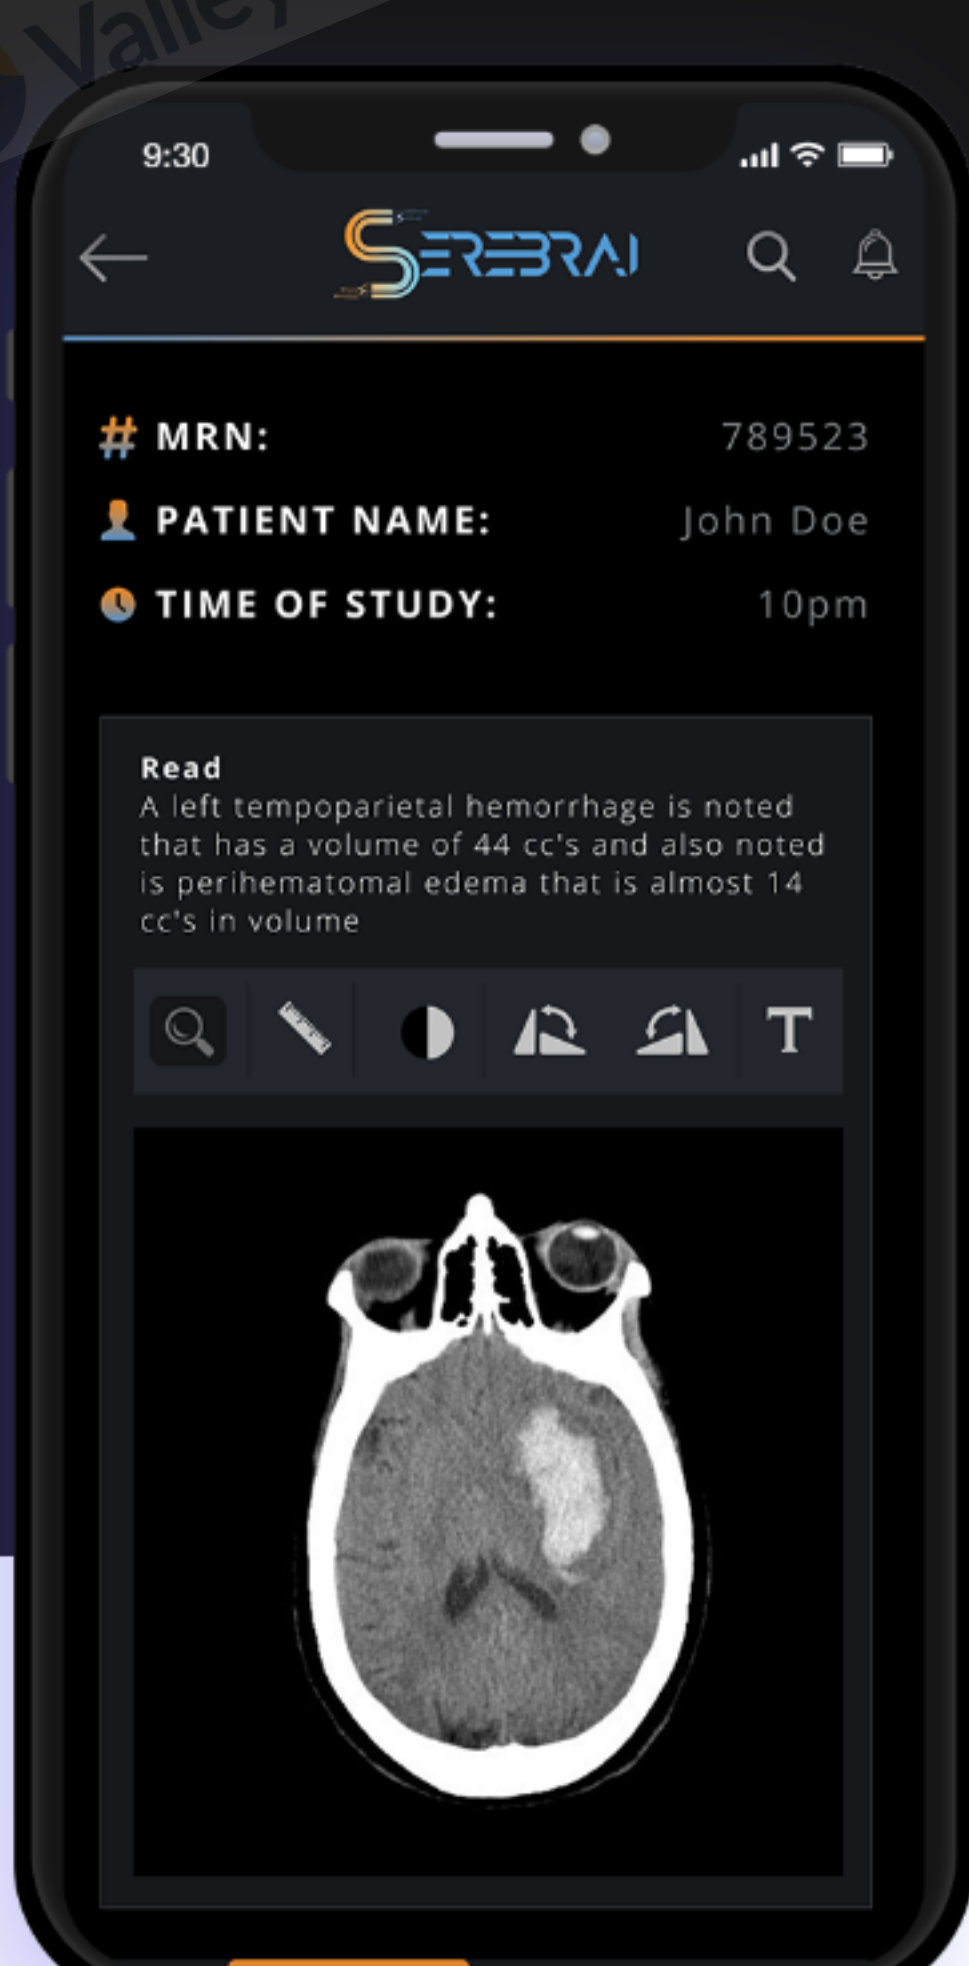 Valley
9:30
SEREBRAI
# MRN: 789523
PATIENT NAME: John Doe
TIME OF STUDY: 10pm
Read
A left tempoparietal hemorrhage is noted
that has a volume of 44 cc's and also noted
is perihematomal edema that is almost 14
cc's in volume
T